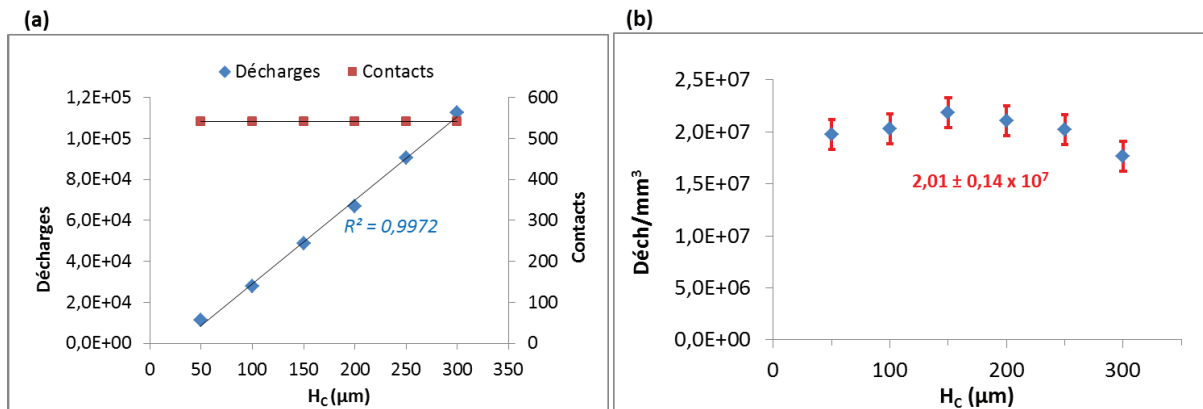 (a)
Décharges Contacts
1,2E+05
1,0E+05
8,0E+04
6,0E+04
4,0E+04
2,0E+04
0,0E+00
Décharges
600
500
400
300
200
100
0
Contacts
R² = 0,9972
0 50 100 150 200 250 300 350
H_C (µm)
(b)
2,5E+07
2,0E+07
1,5E+07
1,0E+07
5,0E+06
0,0E+00
Déch/mm³
2,01 ± 0,14 x 10⁷
0 100 200 300
H_C (µm)